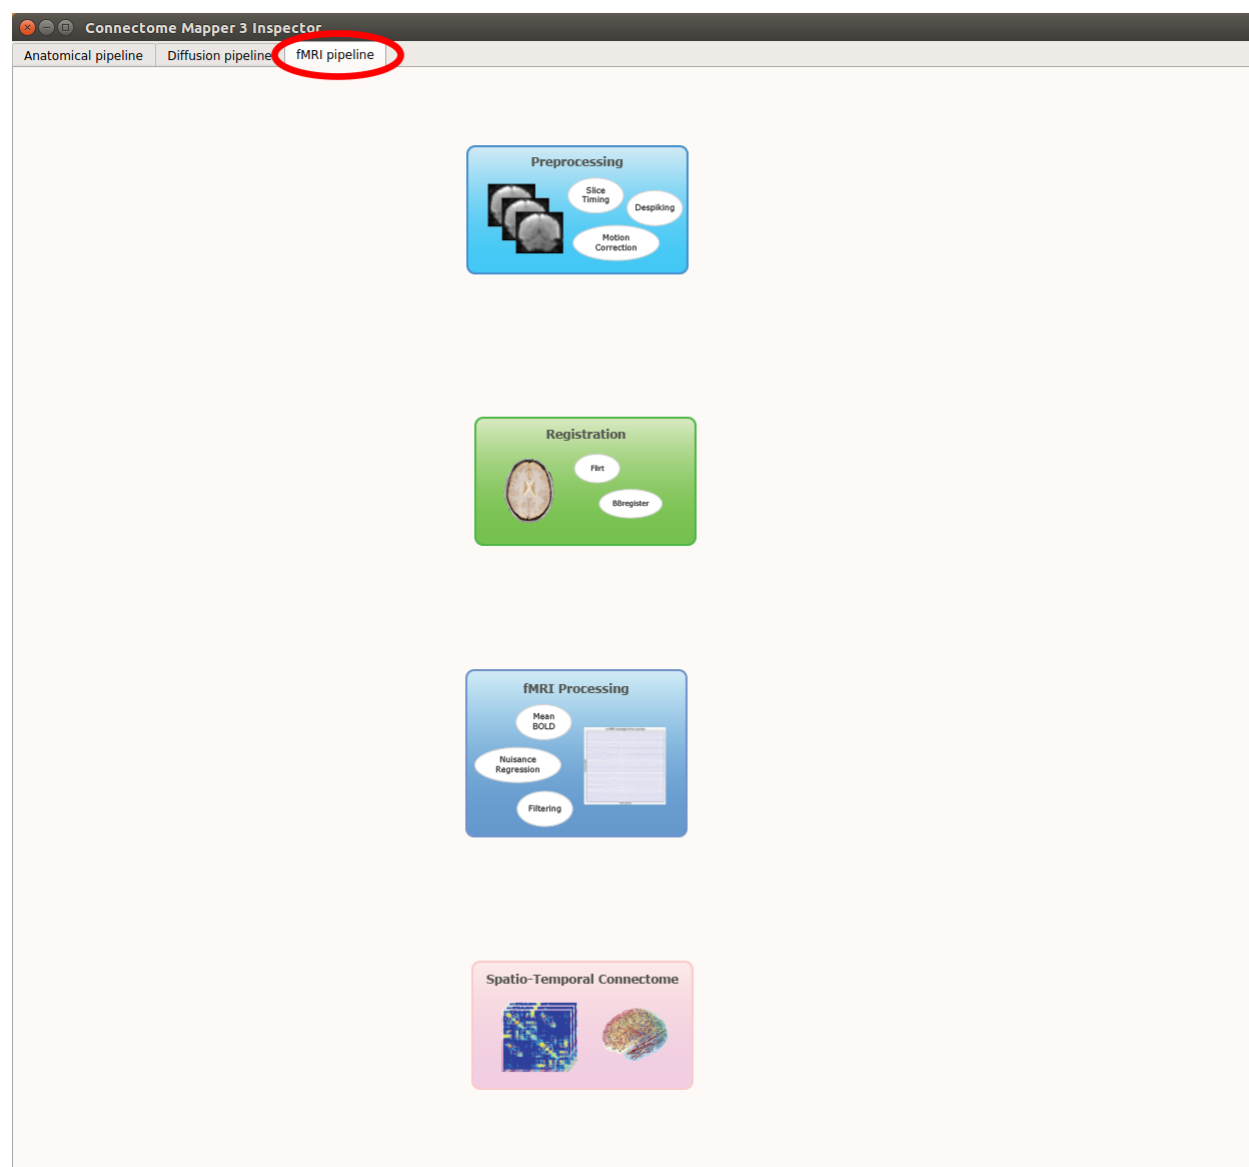 Connectome Mapper 3 Inspector
Anatomical pipeline
Diffusion pipeline
fMRI pipeline
Preprocessing
Slice
Timing
Despiking
Motion
Correction
Registration
Flirt
BBregister
fMRI Processing
Mean
BOLD
Nuisance
Regression
Filtering
Spatio-Temporal Connectome